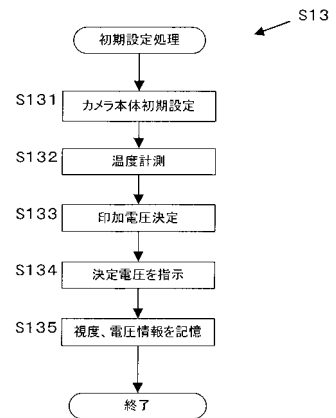 S13
初期設定処理
S131
カメラ本体初期設定
S132
温度計測
S133
印加電圧決定
S134
決定電圧を指示
S135
視度、電圧情報を記憶
終了